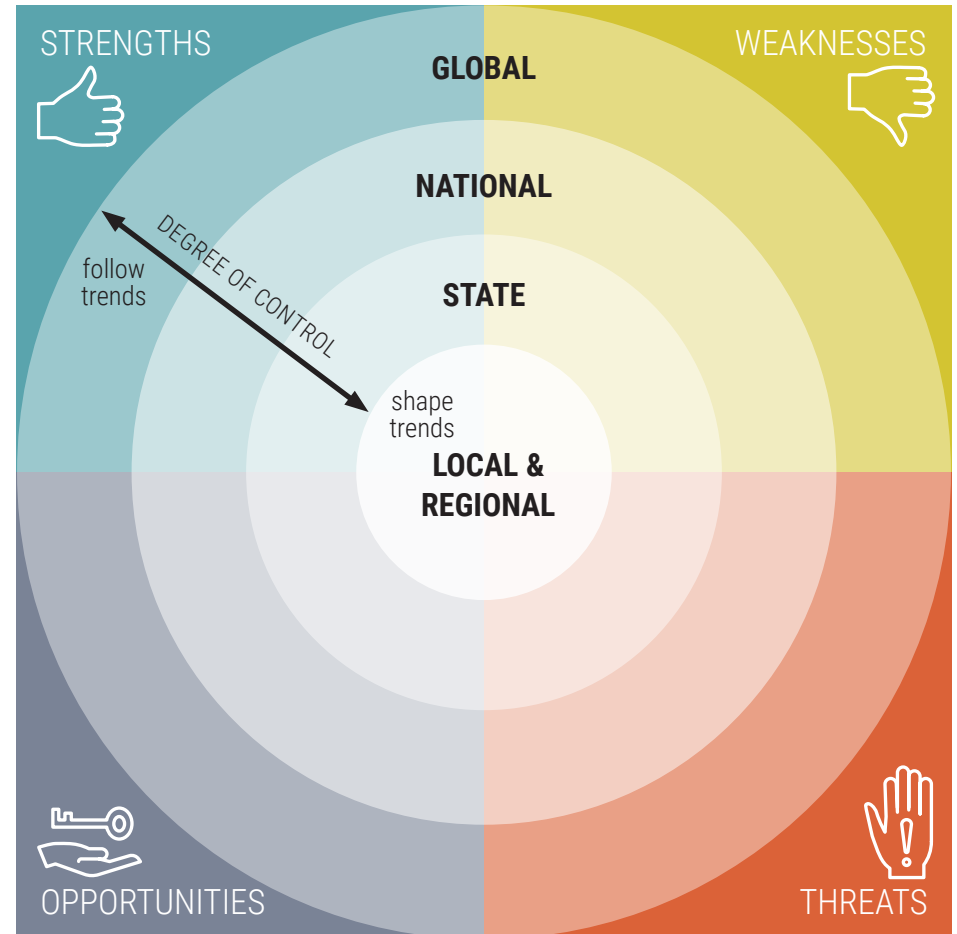 STRENGTHS
WEAKNESSES
GLOBAL
NATIONAL
DEGREE OF CONTROL
follow
trends
STATE
shape
trends
LOCAL &
REGIONAL
OPPORTUNITIES
THREATS